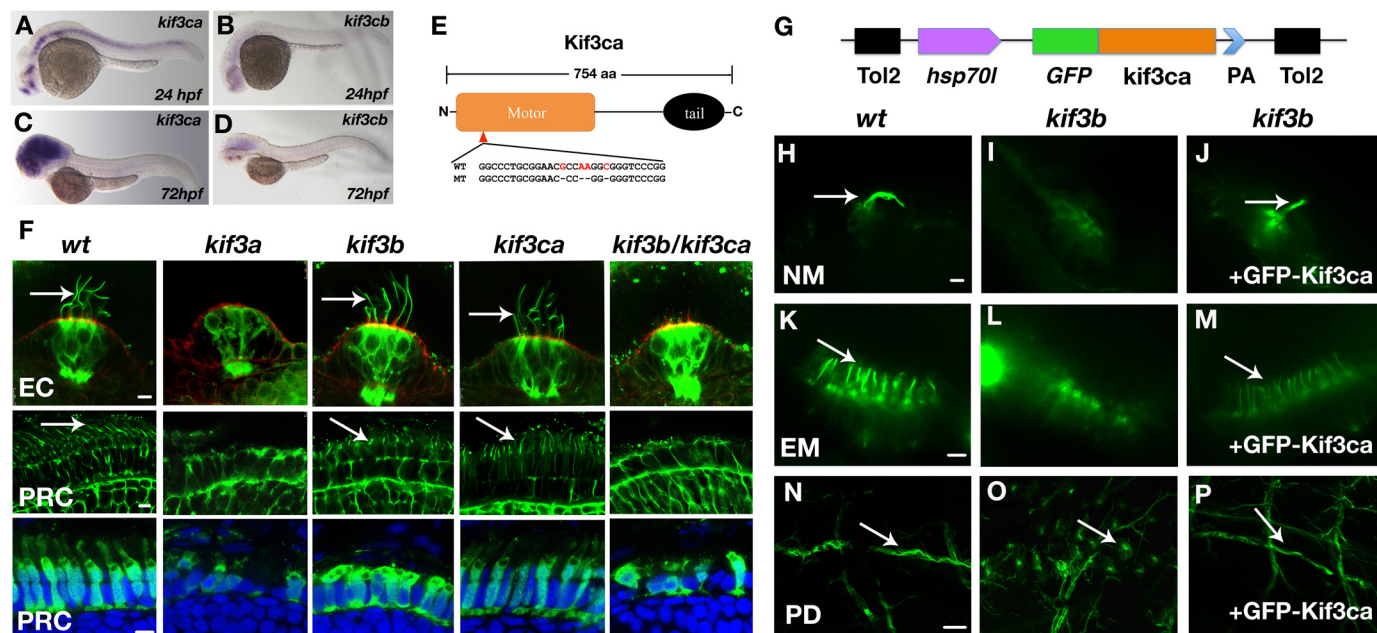 A
kif3ca
24 hpf
B
kif3cb
24hpf
C
kif3ca
72hpf
D
kif3cb
72hpf
E
Kif3ca
754 aa
N
Motor
tail
C
WT GGCCCTGCGGAACGCCAAGGCGGGTCCCGG
MT GGCCCTGCGGAAC-CC--GG-GGGTCCCGG
F
wt
kif3a
kif3b
kif3ca
kif3b/kif3ca
EC
PRC
PRC
G
Tol2
hsp70l
GFP
kif3ca
PA
Tol2
wt
kif3b
kif3b
H
NM
I
J
+GFP-Kif3ca
K
EM
L
M
+GFP-Kif3ca
N
PD
O
P
+GFP-Kif3ca